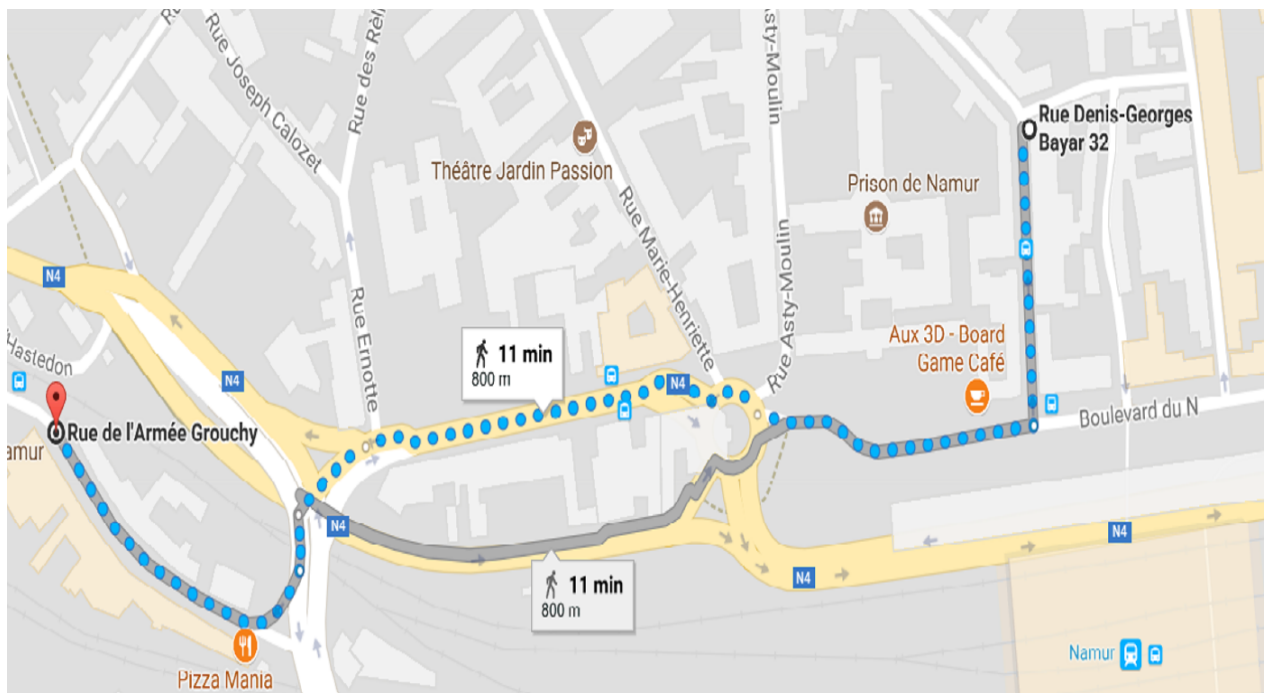 Rue Joseph Calozet
Rue des Rèli
Asty-Moulin
Rue Denis-Georges
Bayar 32
Théâtre Jardin Passion
Prison de Namur
Rue Marie-Henriette
Rue Asty-Moulin
N4
Rue Ernotte
Hastedon
11 min
800 m
N4
N4
Aux 3D - Board
Game Café
Boulevard du N
Rue de l'Armée Grouchy
amur
N4
N4
11 min
800 m
N4
Namur
Pizza Mania